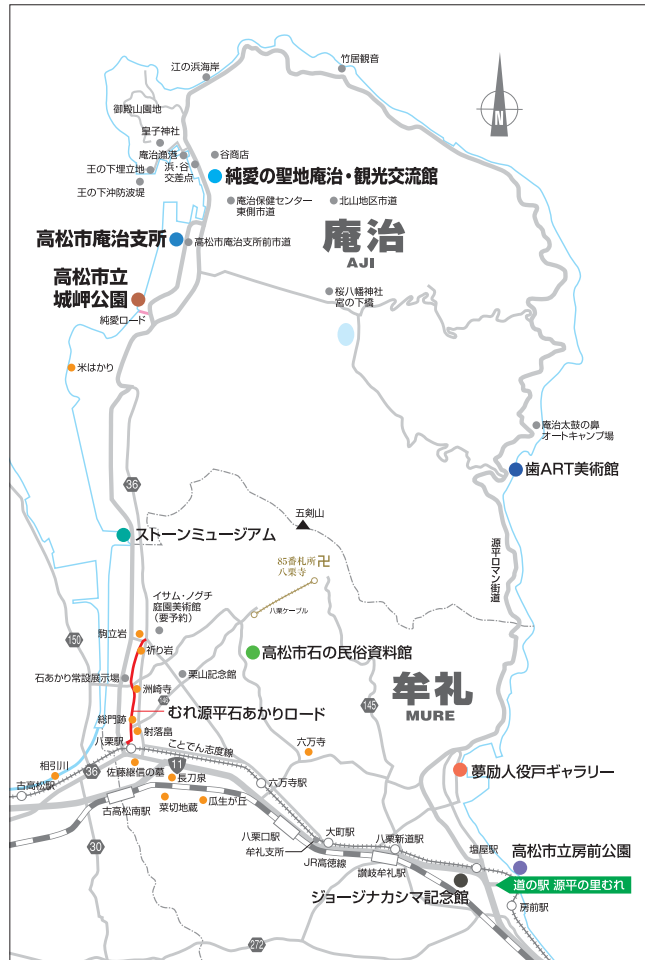 竹居観音
江の浜海岸
N
御殿山園地
皇子神社
庵治漁港
浜・谷
交差点
谷商店
王の下埋立地
王の下沖防波堤
純愛の聖地庵治・観光交流館
庵治保健センター
東側市道
北山地区市道
高松市庵治支所
高松市庵治支所前市道
庵治
AJI
高松市立
城岬公園
純愛ロード
桜八幡神社
宮の下橋
米はかり
庵治太鼓の鼻
オートキャンプ場
歯ART美術館
36
ストーンミュージアム
五剣山
源平ロマン街道
85番札所
八栗寺
八栗ケーブル
イサム・ノグチ
庭園美術館
(要予約)
150
駒立岩
祈り岩
高松市石の民俗資料館
石あかり常設展示場
栗山記念館
洲崎寺
145
牟礼
MURE
むれ源平石あかりロード
総門跡
射落畠
八栗駅
ことでん志度線
六万寺
夢励人役戸ギャラリー
相引川
36
佐藤継信の墓
11
長刀泉
古高松駅
菜切地蔵
瓜生が丘
六万寺駅
古高松南駅
八栗口駅
大町駅
八栗新道駅
牟礼支所
塩屋駅
高松市立房前公園
30
JR高徳線
讃岐牟礼駅
ジョージナカシマ記念館
道の駅 源平の里むれ
房前駅
272